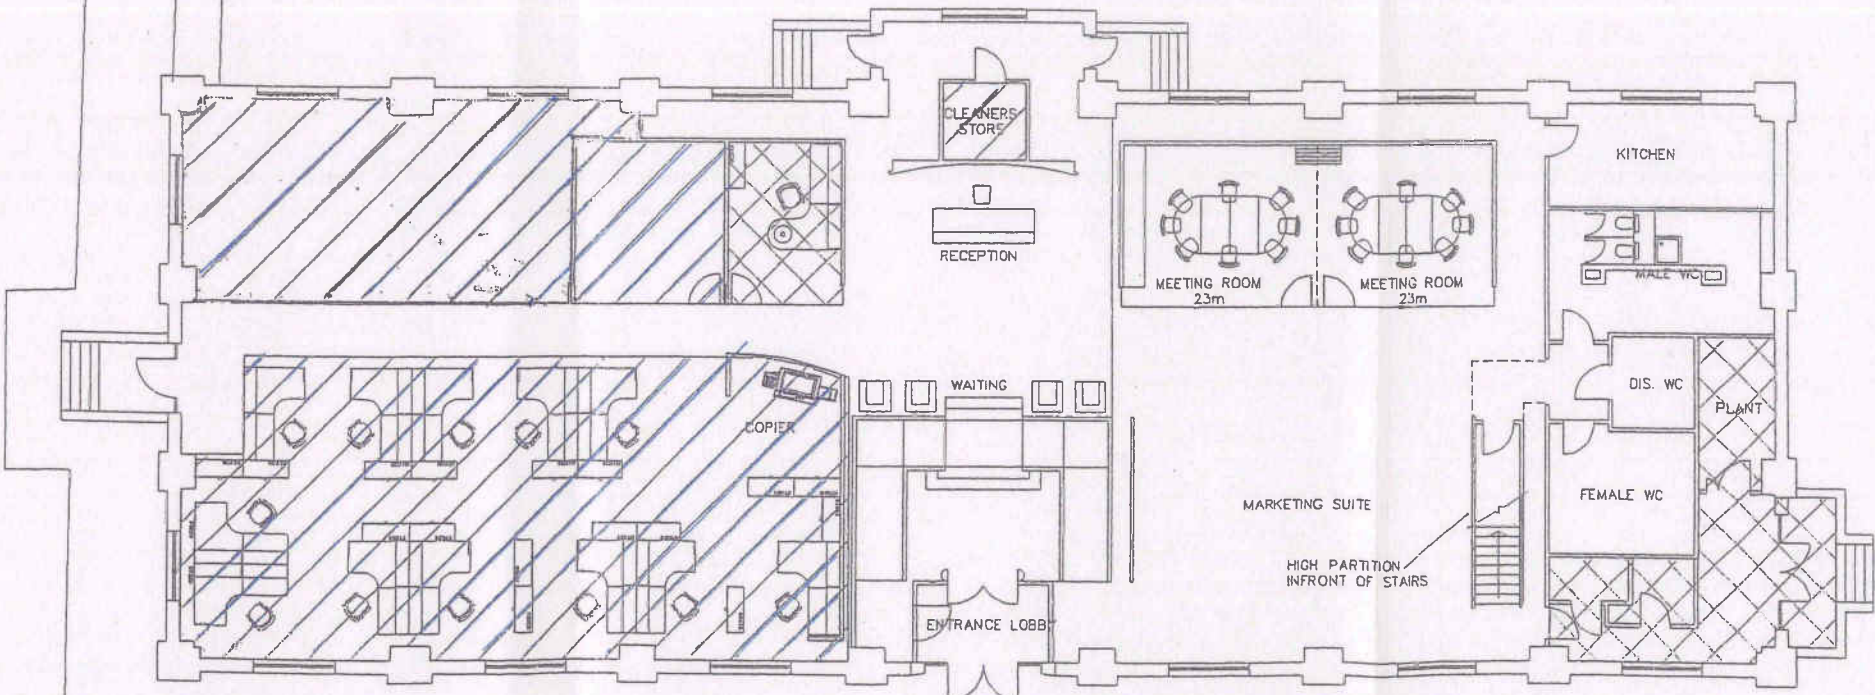 CLEANERS
STORE
KITCHEN
RECEPTION
MALE WC
MEETING ROOM
23m
MEETING ROOM
23m
WAITING
DIS. WC
PLANT
COPIER
FEMALE WC
MARKETING SUITE
HIGH PARTITION
INFRONT OF STAIRS
ENTRANCE LOBBY